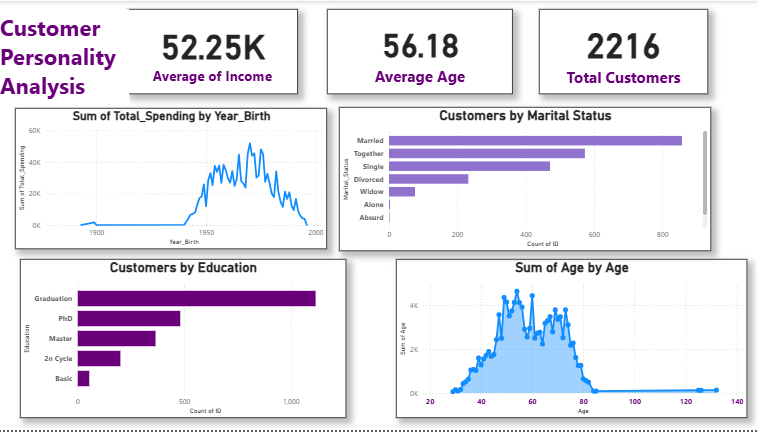 Customer
Personality
Analysis
52.25K
Average of Income
56.18
Average Age
2216
Total Customers
Sum of Total_Spending by Year_Birth
Sum of Total_Spending
60K
40K
20K
0K
1900
1950
2000
Year_Birth
Customers by Marital Status
Marital_Status
Married
Together
Single
Divorced
Widow
Alone
Absurd
0
200
400
600
800
Count of ID
Customers by Education
Education
Graduation
PhD
Master
2n Cycle
Basic
0
500
1,000
Count of ID
Sum of Age by Age
Sum of Age
4K
2K
0K
20
40
60
80
100
120
140
Age